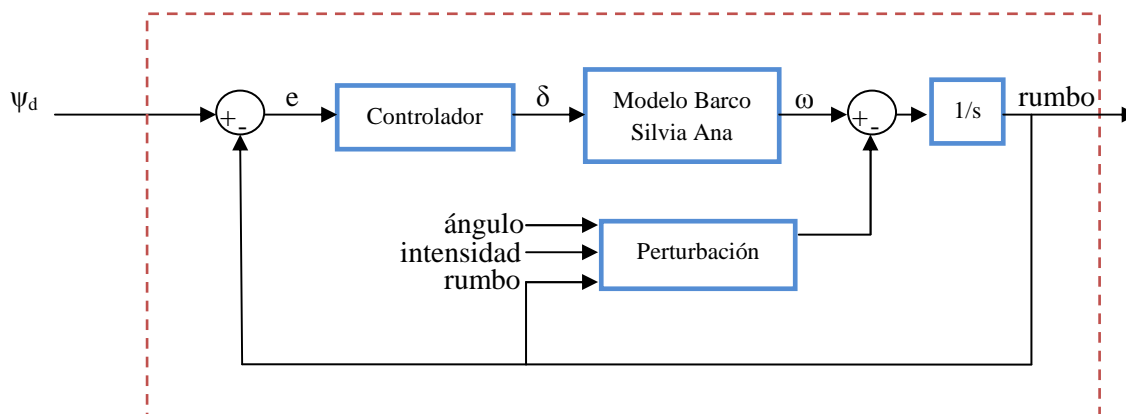 ψd
+
-
e
Controlador
δ
Modelo Barco
Silvia Ana
ω
+
-
1/s
rumbo
ángulo
intensidad
rumbo
Perturbación